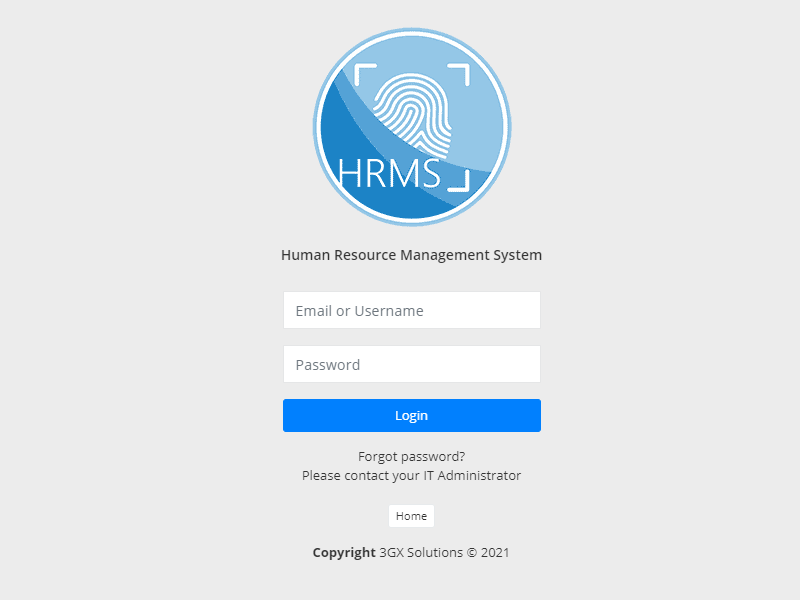 HRMS
Human Resource Management System
Email or Username
Password
Login
Forgot password?
Please contact your IT Administrator
Home
Copyright 3GX Solutions © 2021